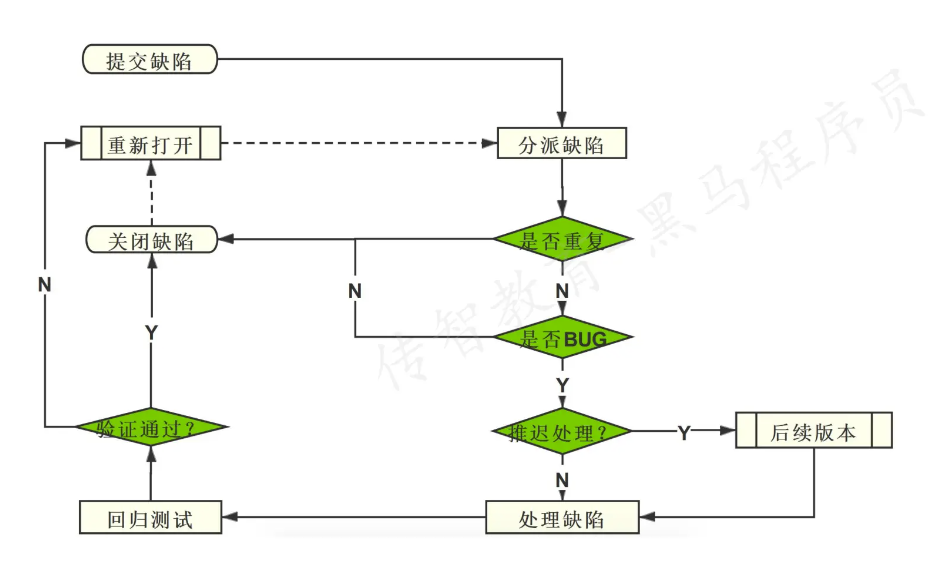 提交缺陷
重新打开
分派缺陷
关闭缺陷
是否重复
N
N
N
是否BUG
Y
Y
验证通过?
推迟处理?
Y
后续版本
N
回归测试
处理缺陷
传智教育 黑马程序员